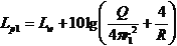 L_{p1} = L_w + 10lg(Q/4πr_1^2 + 4/R)